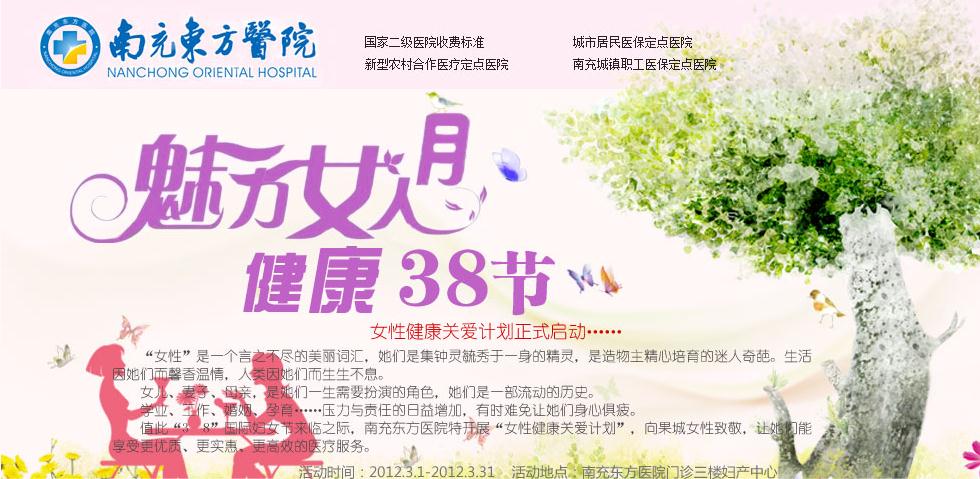 南充東方醫院
NANCHONG ORIENTAL HOSPITAL
国家二级医院收费标准
城市居民医保定点医院
新型农村合作医疗定点医院
南充城镇职工医保定点医院
魅力女人月
健康38节
女性健康关爱计划正式启动……
“女性”是一个言之不尽的美丽词汇，她们是集钟灵毓秀于一身的精灵，是造物主精心培育的迷人奇葩。生活
因她们而馨香温情，人类因她们而生生不息。
女儿、妻子、母亲，是她们一生需要扮演的角色，她们是一部流动的历史。
学业、工作、婚姻、孕育……压力与责任的日益增加，有时难免让她们身心俱疲。
值此“3·8”国际妇女节来临之际，南充东方医院特开展“女性健康关爱计划”，向果城女性致敬，让她们能
享受更优质、更实惠、更高效的医疗服务。
活动时间：2012.3.1-2012.3.31 活动地点：南充东方医院门诊三楼妇产中心